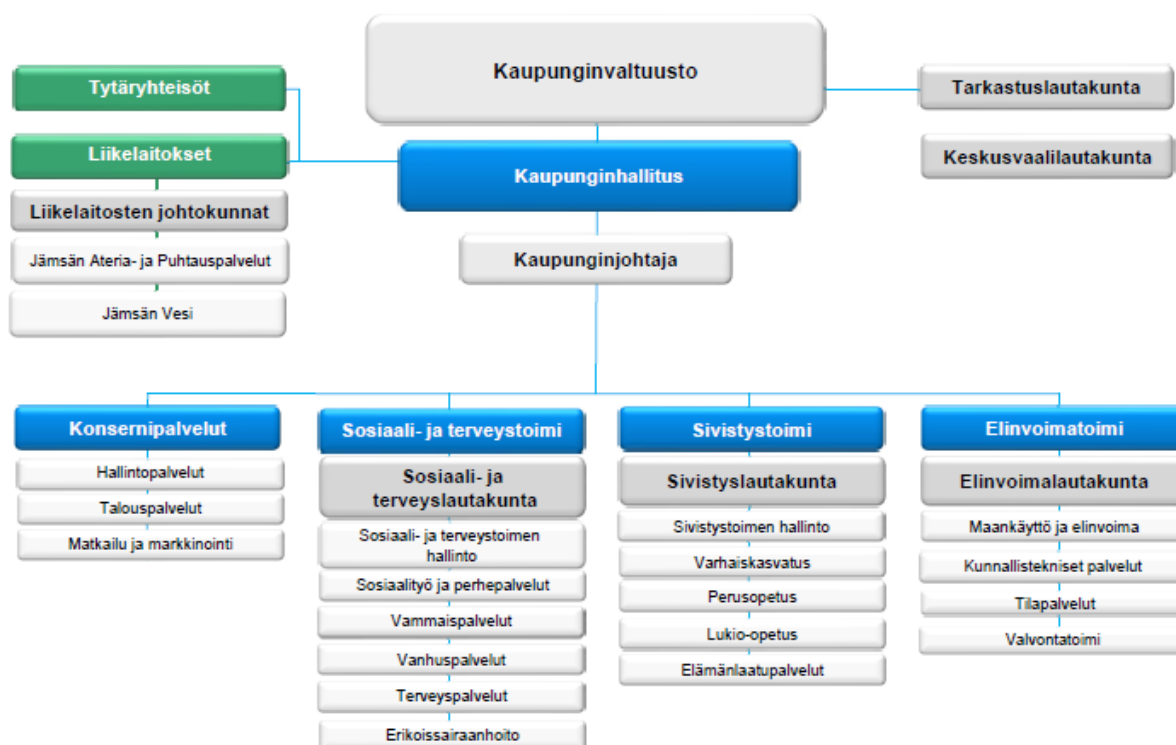 Kaupunginvaltuusto
Tytäryhteisöt
Tarkastuslautakunta
Liikelaitokset
Keskusvaalilautakunta
Kaupunginhallitus
Liikelaitosten johtokunnat
Jämsän Ateria- ja Puhtauspalvelut
Jämsän Vesi
Kaupunginjohtaja
Konsernipalvelut
Hallintopalvelut
Talouspalvelut
Matkailu ja markkinointi
Sosiaali- ja terveystoimi
Sosiaali- ja
terveyslautakunta
Sosiaali- ja terveystoimen
hallinto
Sosiaalityö ja perhepalvelut
Vammaispalvelut
Vanhuspalvelut
Terveyspalvelut
Erikoissairaanhoito
Sivistystoimi
Sivistyslautakunta
Sivistystoimen hallinto
Varhaiskasvatus
Perusopetus
Lukio-opetus
Elämänlaatupalvelut
Elinvoimatoimi
Elinvoimalautakunta
Maankäyttö ja elinvoima
Kunnallistekniset palvelut
Tilapalvelut
Valvontatoimi